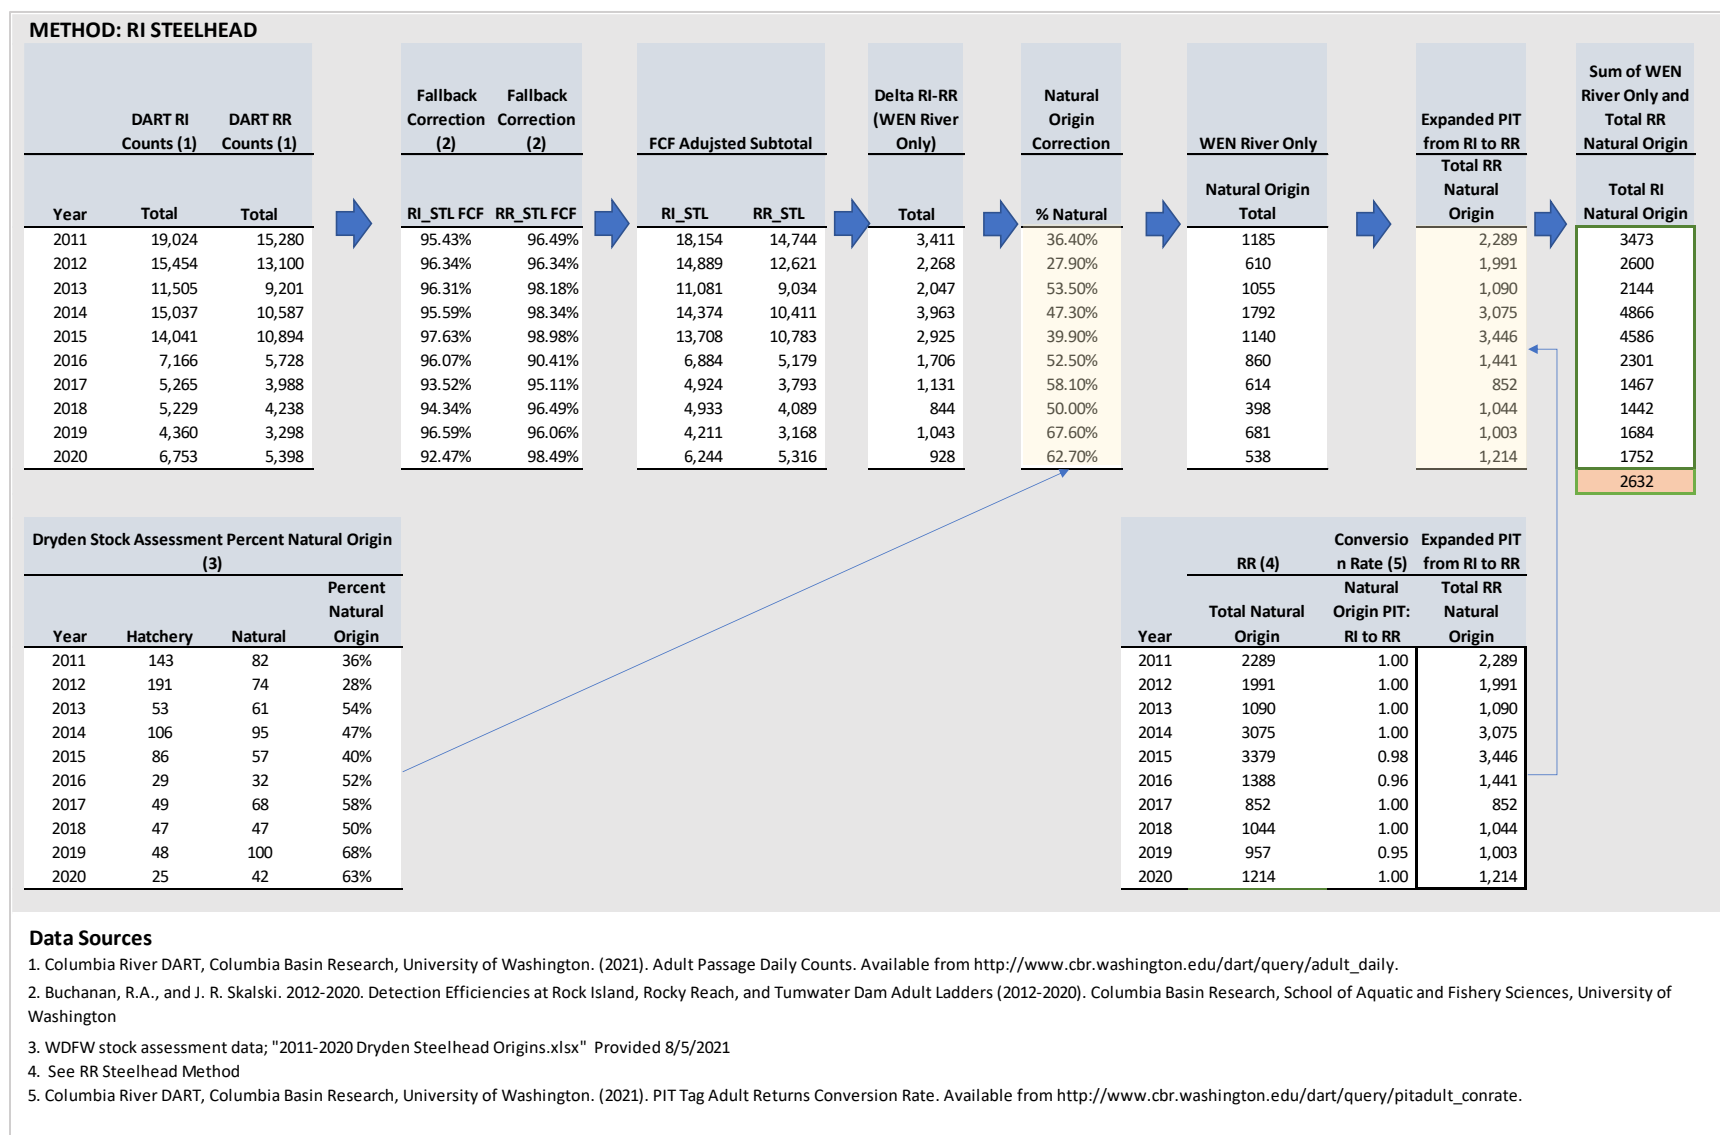 METHOD: RI STEELHEAD
DART RI Counts (1) DART RR Counts (1) Fallback Correction (2) Fallback Correction (2) FCF Adujsted Subtotal Delta RI-RR (WEN River Only) Natural Origin Correction WEN River Only Expanded PIT from RI to RR Sum of WEN River Only and Total RR Natural Origin
Year Total Total RI_STL FCF RR_STL FCF RI_STL RR_STL Total % Natural Natural Origin Total Total RR Natural Origin Total RI Natural Origin
2011 19,024 15,280 95.43% 96.49% 18,154 14,744 3,411 36.40% 1185 2,289 3473
2012 15,454 13,100 96.34% 96.34% 14,889 12,621 2,268 27.90% 610 1,991 2600
2013 11,505 9,201 96.31% 98.18% 11,081 9,034 2,047 53.50% 1055 1,090 2144
2014 15,037 10,587 95.59% 98.34% 14,374 10,411 3,963 47.30% 1792 3,075 4866
2015 14,041 10,894 97.63% 98.98% 13,708 10,783 2,925 39.90% 1140 3,446 4586
2016 7,166 5,728 96.07% 90.41% 6,884 5,179 1,706 52.50% 860 1,441 2301
2017 5,265 3,988 93.52% 95.11% 4,924 3,793 1,131 58.10% 614 852 1467
2018 5,229 4,238 94.34% 96.49% 4,933 4,089 844 50.00% 398 1,044 1442
2019 4,360 3,298 96.59% 96.06% 4,211 3,168 1,043 67.60% 681 1,003 1684
2020 6,753 5,398 92.47% 98.49% 6,244 5,316 928 62.70% 538 1,214 1752
2632
Dryden Stock Assessment Percent Natural Origin
(3)
Year Hatchery Natural Percent Natural Origin
2011 143 82 36%
2012 191 74 28%
2013 53 61 54%
2014 106 95 47%
2015 86 57 40%
2016 29 32 52%
2017 49 68 58%
2018 47 47 50%
2019 48 100 68%
2020 25 42 63%
RR (4) Conversio n Rate (5) Expanded PIT from RI to RR
Year Total Natural Origin Natural Origin PIT: RI to RR Total RR Natural Origin
2011 2289 1.00 2,289
2012 1991 1.00 1,991
2013 1090 1.00 1,090
2014 3075 1.00 3,075
2015 3379 0.98 3,446
2016 1388 0.96 1,441
2017 852 1.00 852
2018 1044 1.00 1,044
2019 957 0.95 1,003
2020 1214 1.00 1,214
Data Sources
1. Columbia River DART, Columbia Basin Research, University of Washington. (2021). Adult Passage Daily Counts. Available from http://www.cbr.washington.edu/dart/query/adult_daily.
2. Buchanan, R.A., and J. R. Skalski. 2012-2020. Detection Efficiencies at Rock Island, Rocky Reach, and Tumwater Dam Adult Ladders (2012-2020). Columbia Basin Research, School of Aquatic and Fishery Sciences, University of
Washington
3. WDFW stock assessment data; "2011-2020 Dryden Steelhead Origins.xlsx" Provided 8/5/2021
4. See RR Steelhead Method
5. Columbia River DART, Columbia Basin Research, University of Washington. (2021). PIT Tag Adult Returns Conversion Rate. Available from http://www.cbr.washington.edu/dart/query/pitadult_conrate.